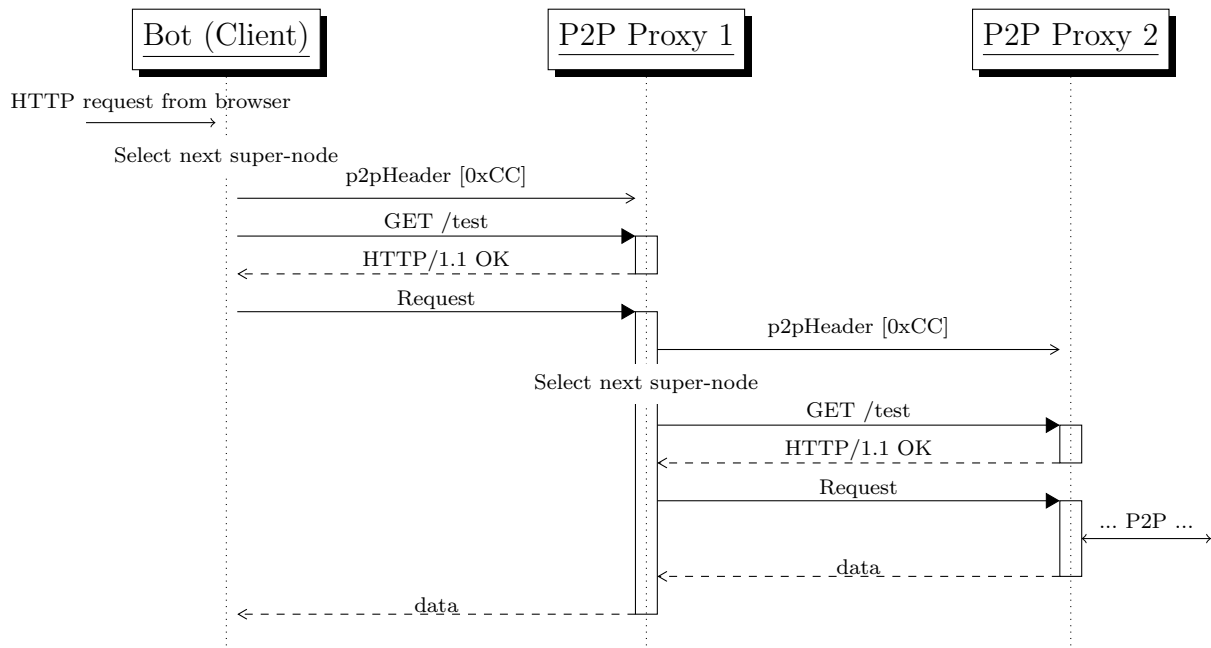 Bot (Client)
P2P Proxy 1
P2P Proxy 2
HTTP request from browser
Select next super-node
p2pHeader [0xCC]
GET /test
HTTP/1.1 OK
Request
p2pHeader [0xCC]
Select next super-node
GET /test
HTTP/1.1 OK
Request
... P2P ...
data
data